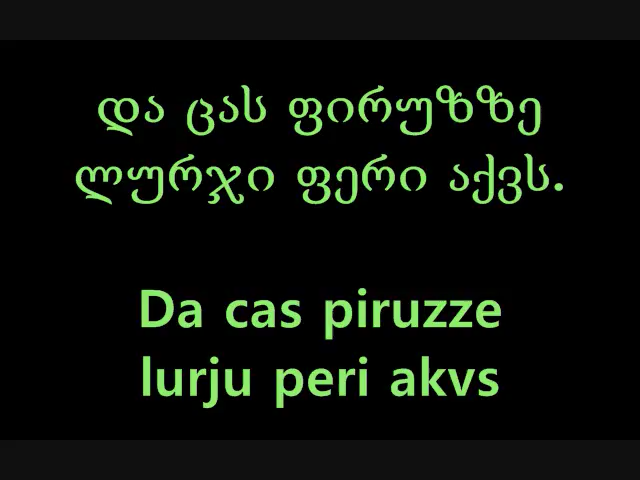 და ცას ფირუზზე
ლურჯი ფერი აქვს.
Da cas piruzze
lurju peri akvs